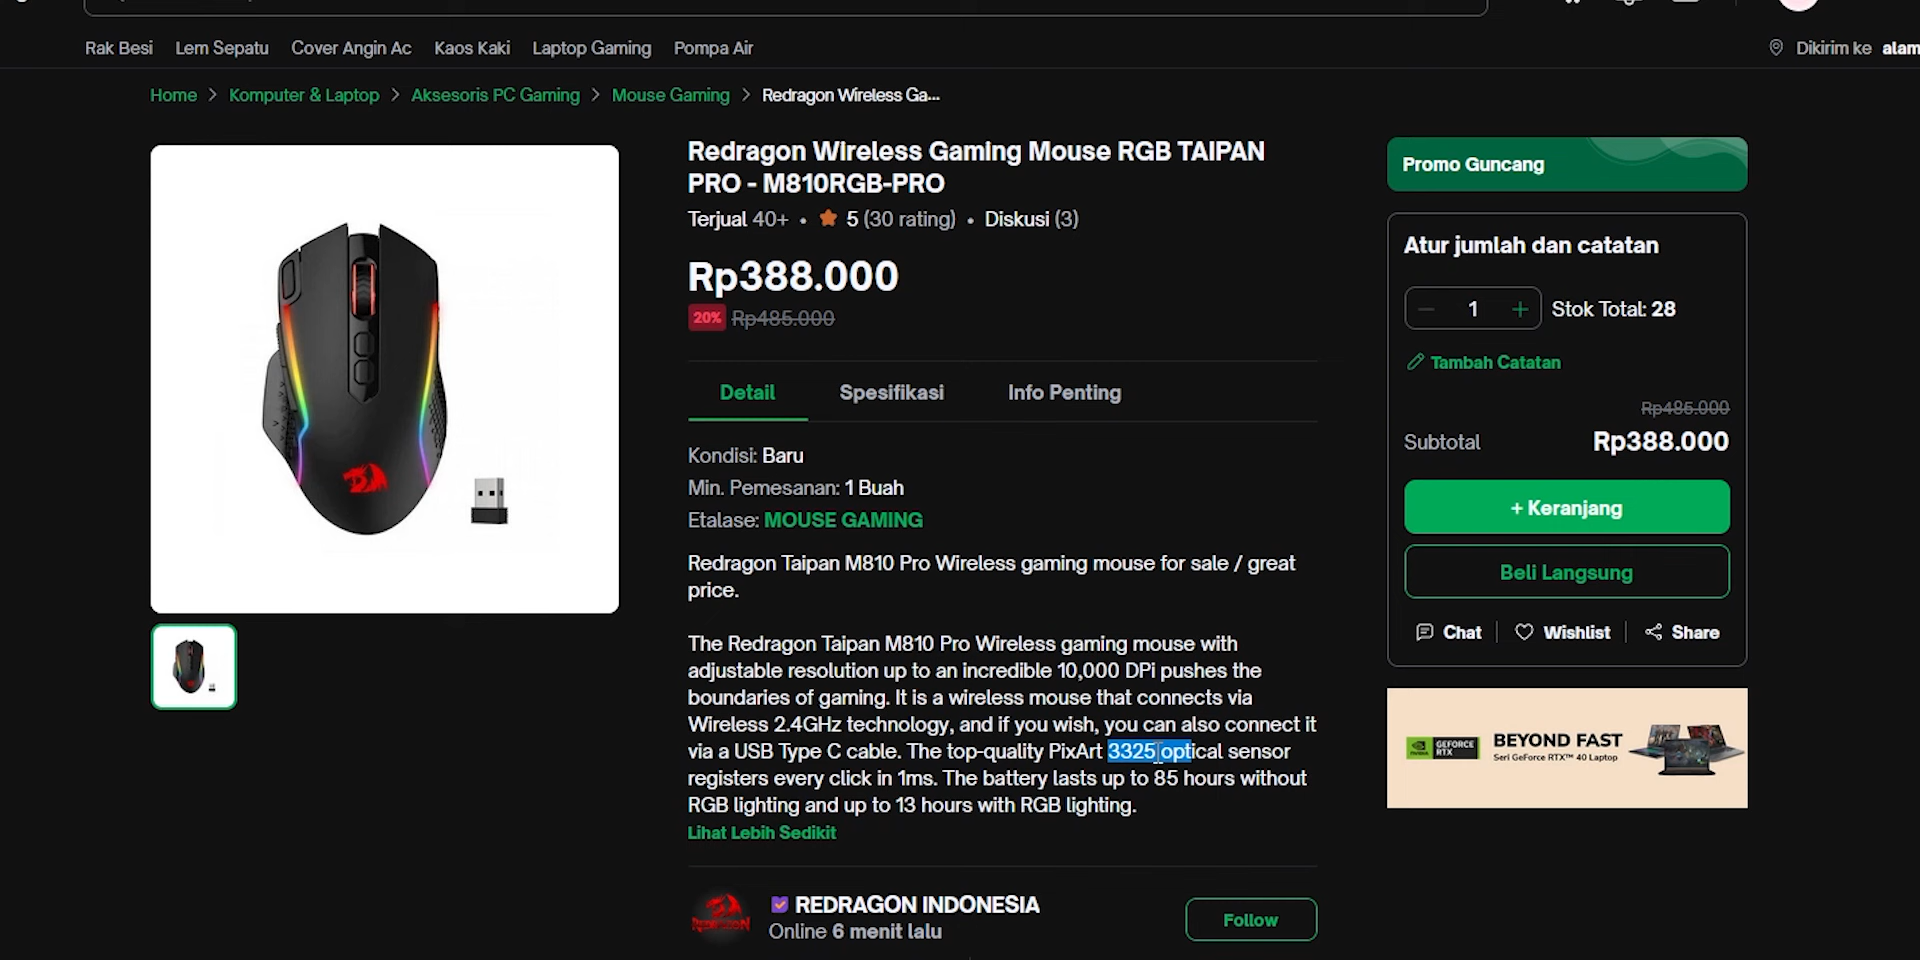 Rak Besi Lem Sepatu Cover Angin Ac Kaos Kaki Laptop Gaming Pompa Air
Dikirim ke alam
Home > Komputer & Laptop > Aksesoris PC Gaming > Mouse Gaming > Redragon Wireless Ga...
Redragon Wireless Gaming Mouse RGB TAIPAN
PRO - M810RGB-PRO
Terjual 40+ • 5 (30 rating) • Diskusi (3)
Rp388.000
20% Rp485.000
Detail Spesifikasi Info Penting
Kondisi: Baru
Min. Pemesanan: 1 Buah
Etalase: MOUSE GAMING
Redragon Taipan M810 Pro Wireless gaming mouse for sale / great
price.
The Redragon Taipan M810 Pro Wireless gaming mouse with
adjustable resolution up to an incredible 10,000 DPi pushes the
boundaries of gaming. It is a wireless mouse that connects via
Wireless 2.4GHz technology, and if you wish, you can also connect it
via a USB Type C cable. The top-quality PixArt 3325 optical sensor
registers every click in 1ms. The battery lasts up to 85 hours without
RGB lighting and up to 13 hours with RGB lighting.
Lihat Lebih Sedikit
REDRAGON INDONESIA
Online 6 menit lalu
Follow
Promo Guncang
Atur jumlah dan catatan
1 Stok Total: 28
Tambah Catatan
Rp485.000
Subtotal Rp388.000
+ Keranjang
Beli Langsung
Chat Wishlist Share
NVIDIA GEFORCE RTX
BEYOND FAST
Seri GeForce RTX™ 40 Laptop